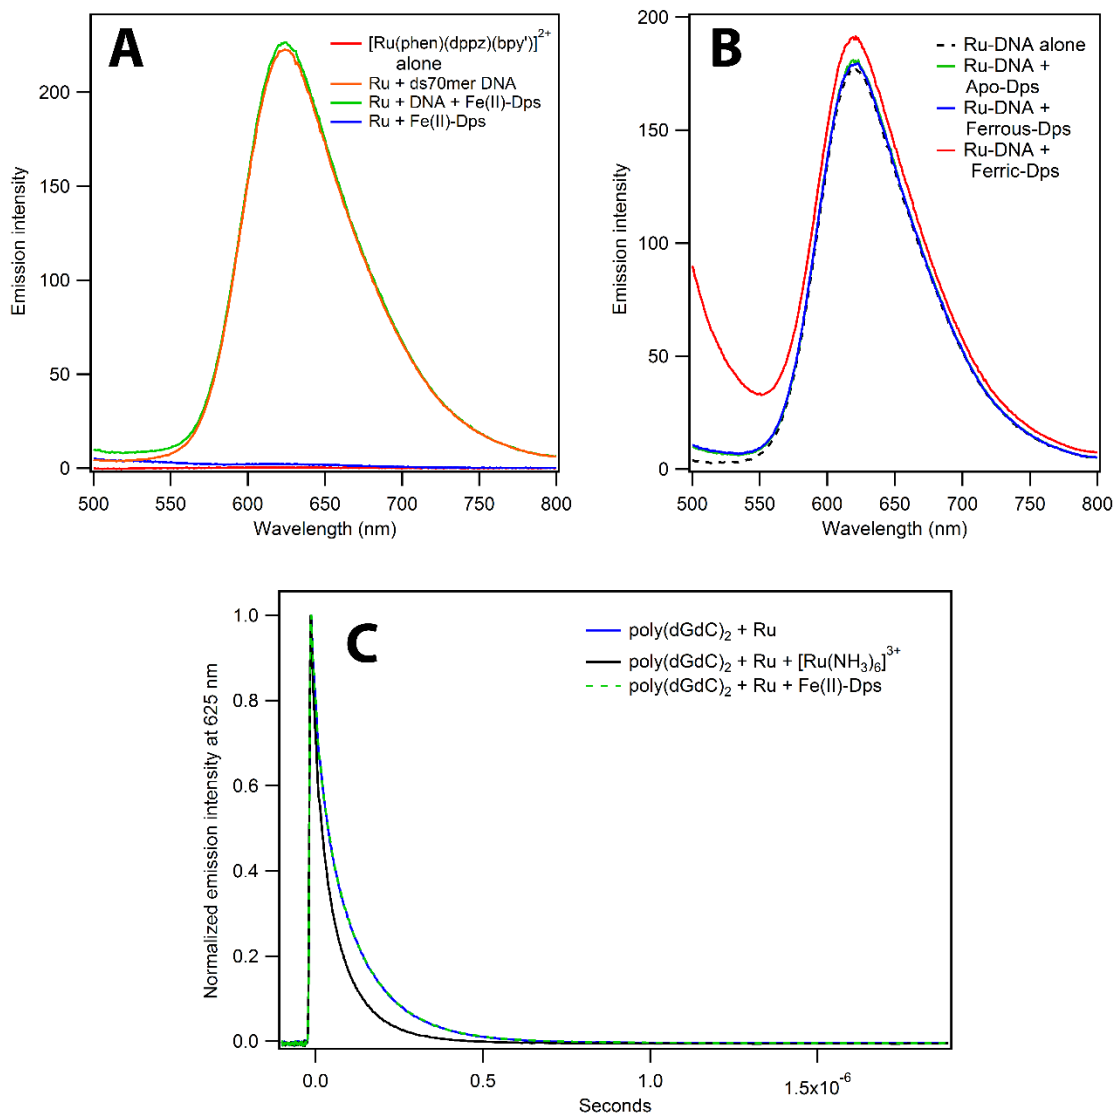 A
[Ru(phen)(dppz)(bpy')]²⁺
alone
Ru + ds70mer DNA
Ru + DNA + Fe(II)-Dps
Ru + Fe(II)-Dps
200
150
100
50
0
Emission intensity
500
550
600
650
700
750
800
Wavelength (nm)
B
Ru-DNA alone
Ru-DNA +
Apo-Dps
Ru-DNA +
Ferrous-Dps
Ru-DNA +
Ferric-Dps
200
150
100
50
0
Emission intensity
500
550
600
650
700
750
800
Wavelength (nm)
C
poly(dGdC)₂ + Ru
poly(dGdC)₂ + Ru + [Ru(NH₃)₆]³⁺
poly(dGdC)₂ + Ru + Fe(II)-Dps
1.0
0.8
0.6
0.4
0.2
0.0
Normalized emission intensity at 625 nm
0.0
0.5
1.0
1.5x10⁻⁶
Seconds